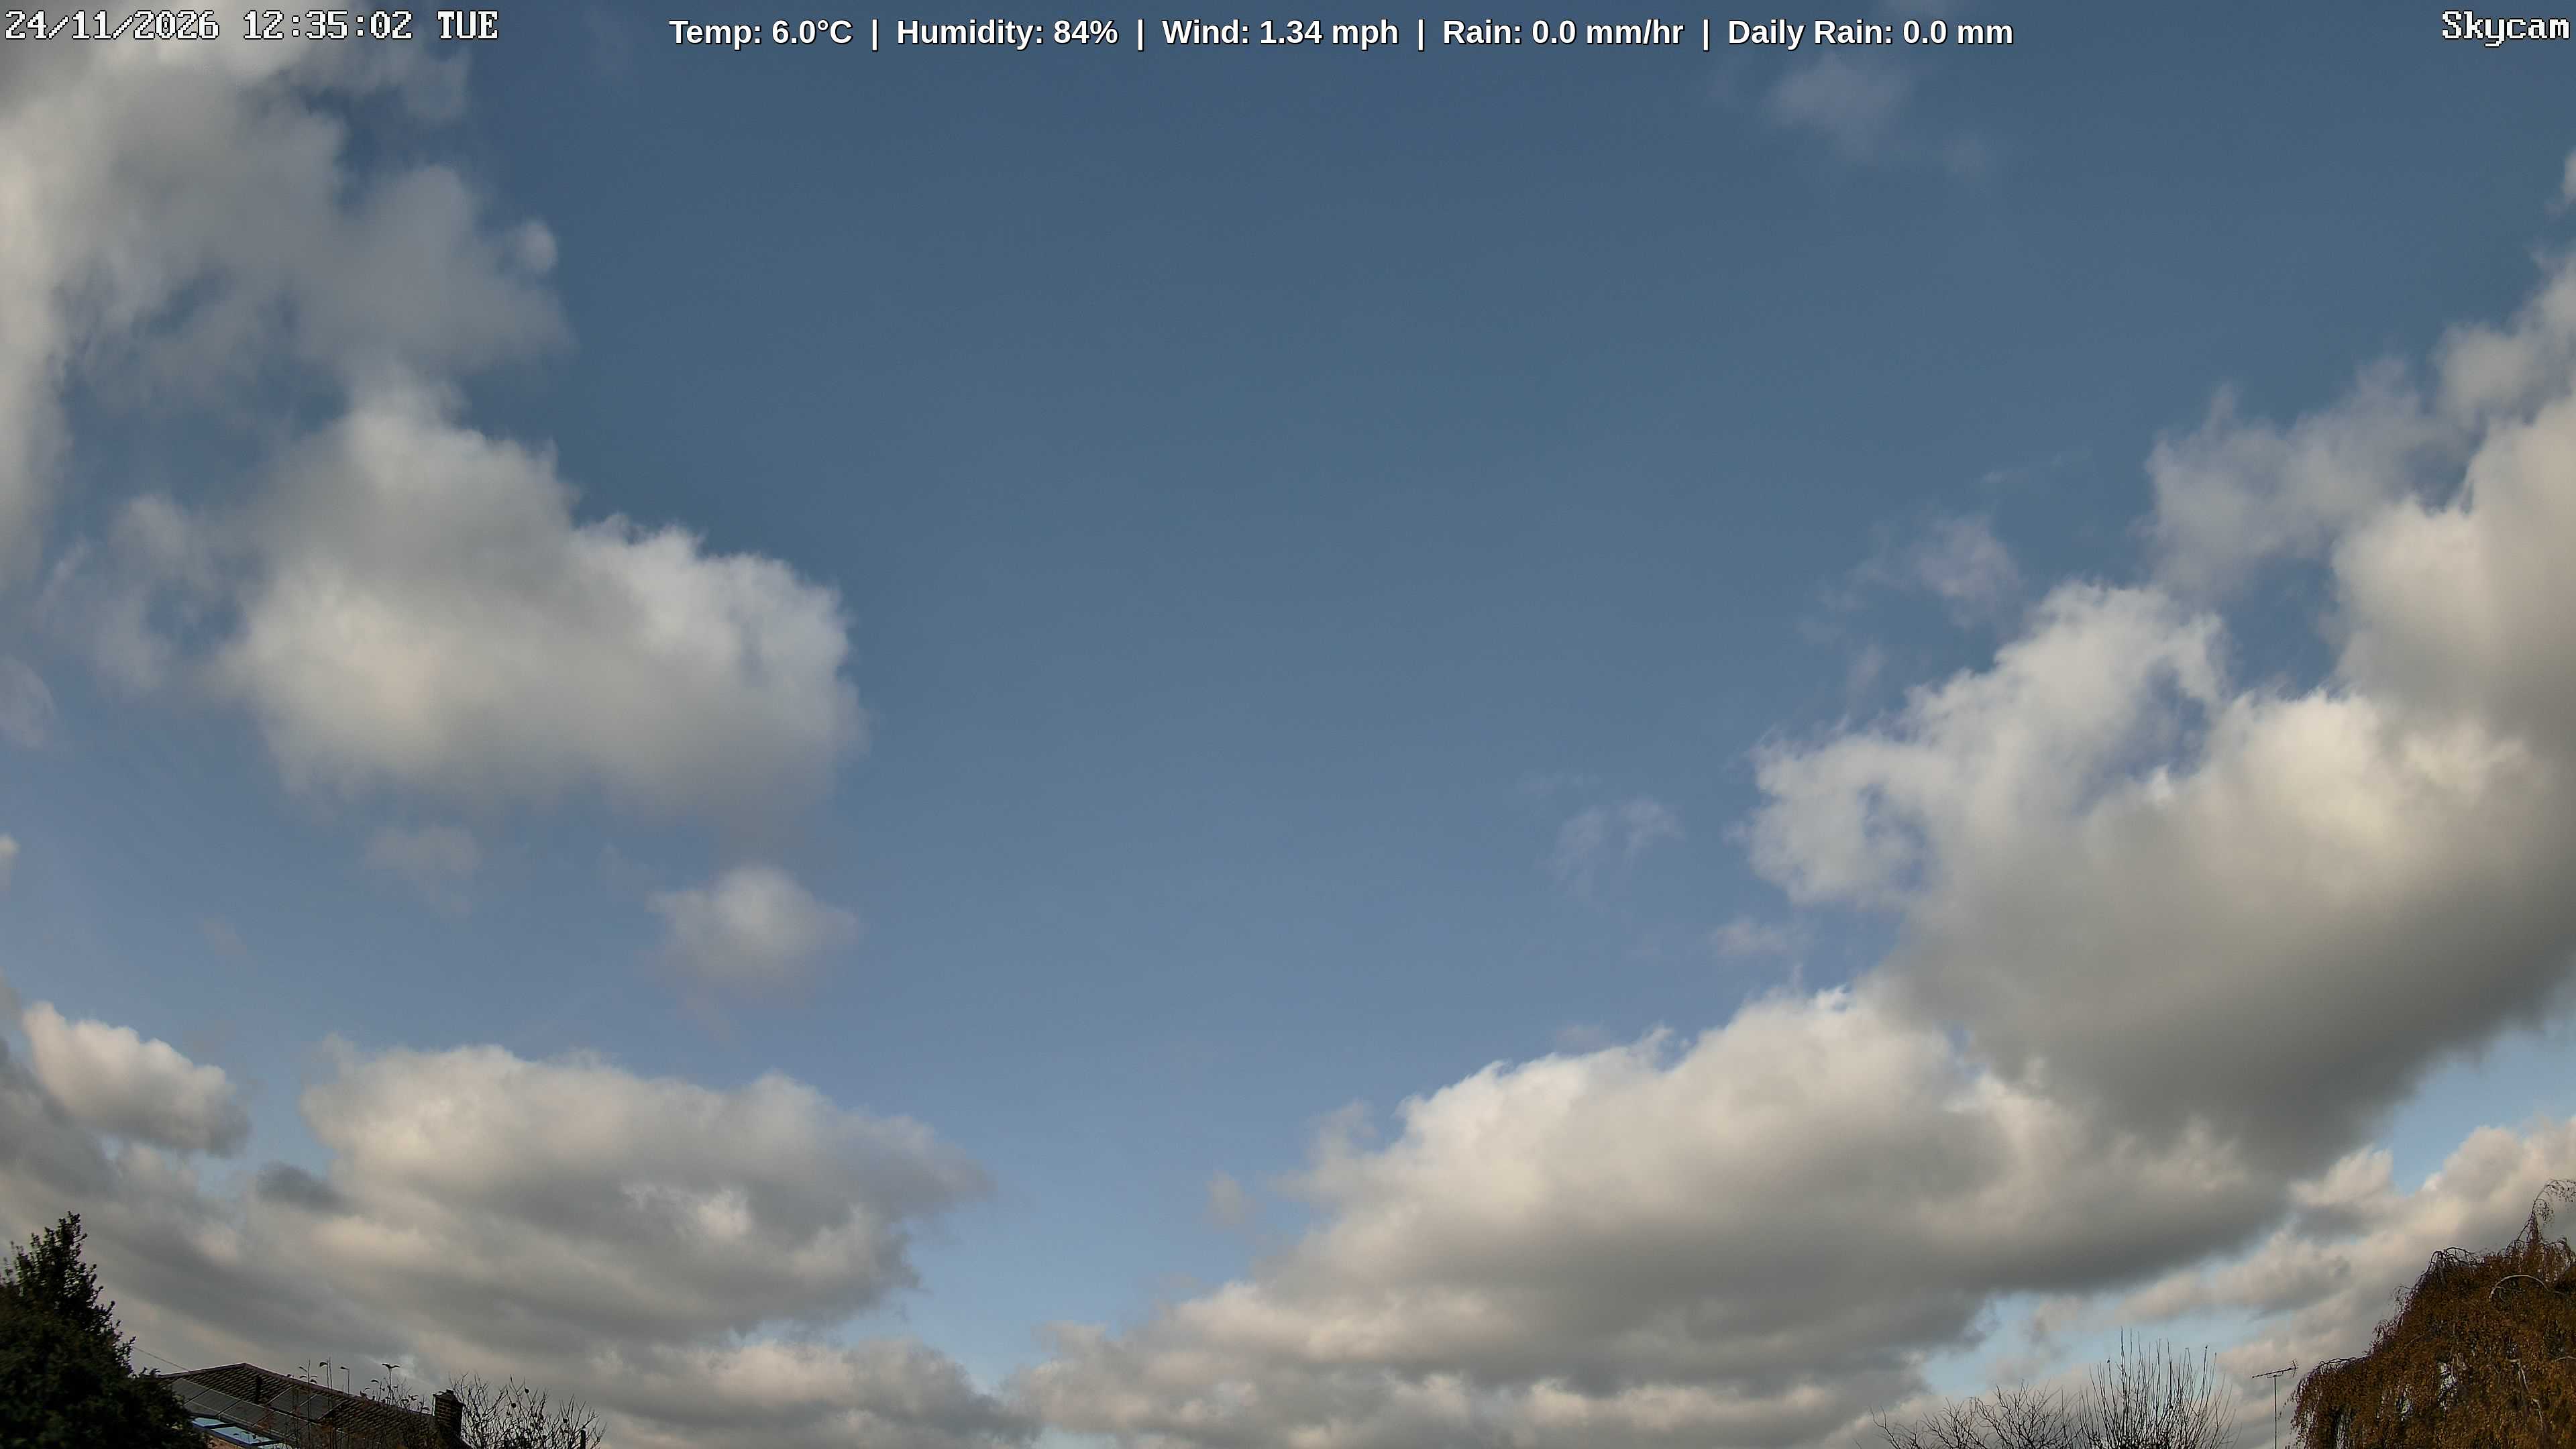 24/11/2026 12:35:02 TUE
Temp: 6.0°C | Humidity: 84% | Wind: 1.34 mph | Rain: 0.0 mm/hr | Daily Rain: 0.0 mm
Skycam